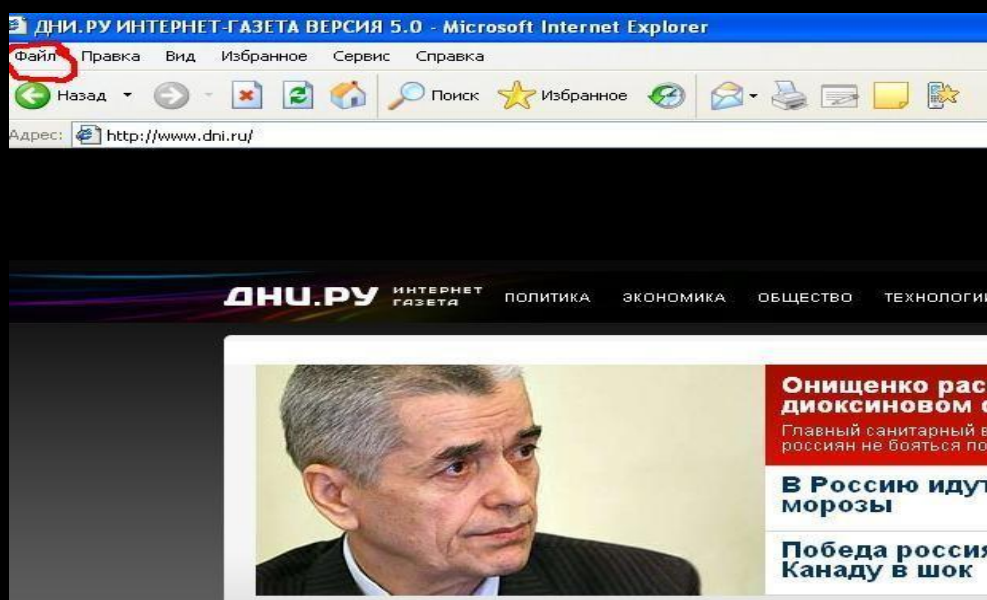 ДНИ.РУ ИНТЕРНЕТ-ГАЗЕТА ВЕРСИЯ 5.0 - Microsoft Internet Explorer
Файл Правка Вид Избранное Сервис Справка
Назад Поиск Избранное
Адрес: http://www.dni.ru/
ДНИ.РУ ИНТЕРНЕТ ГАЗЕТА ПОЛИТИКА ЭКОНОМИКА ОБЩЕСТВО ТЕХНОЛОГИИ
Онищенко рас
диоксиновом
Главный санитарный в
россиян не бояться по
В Россию идут
морозы
Победа россия
Канаду в шок